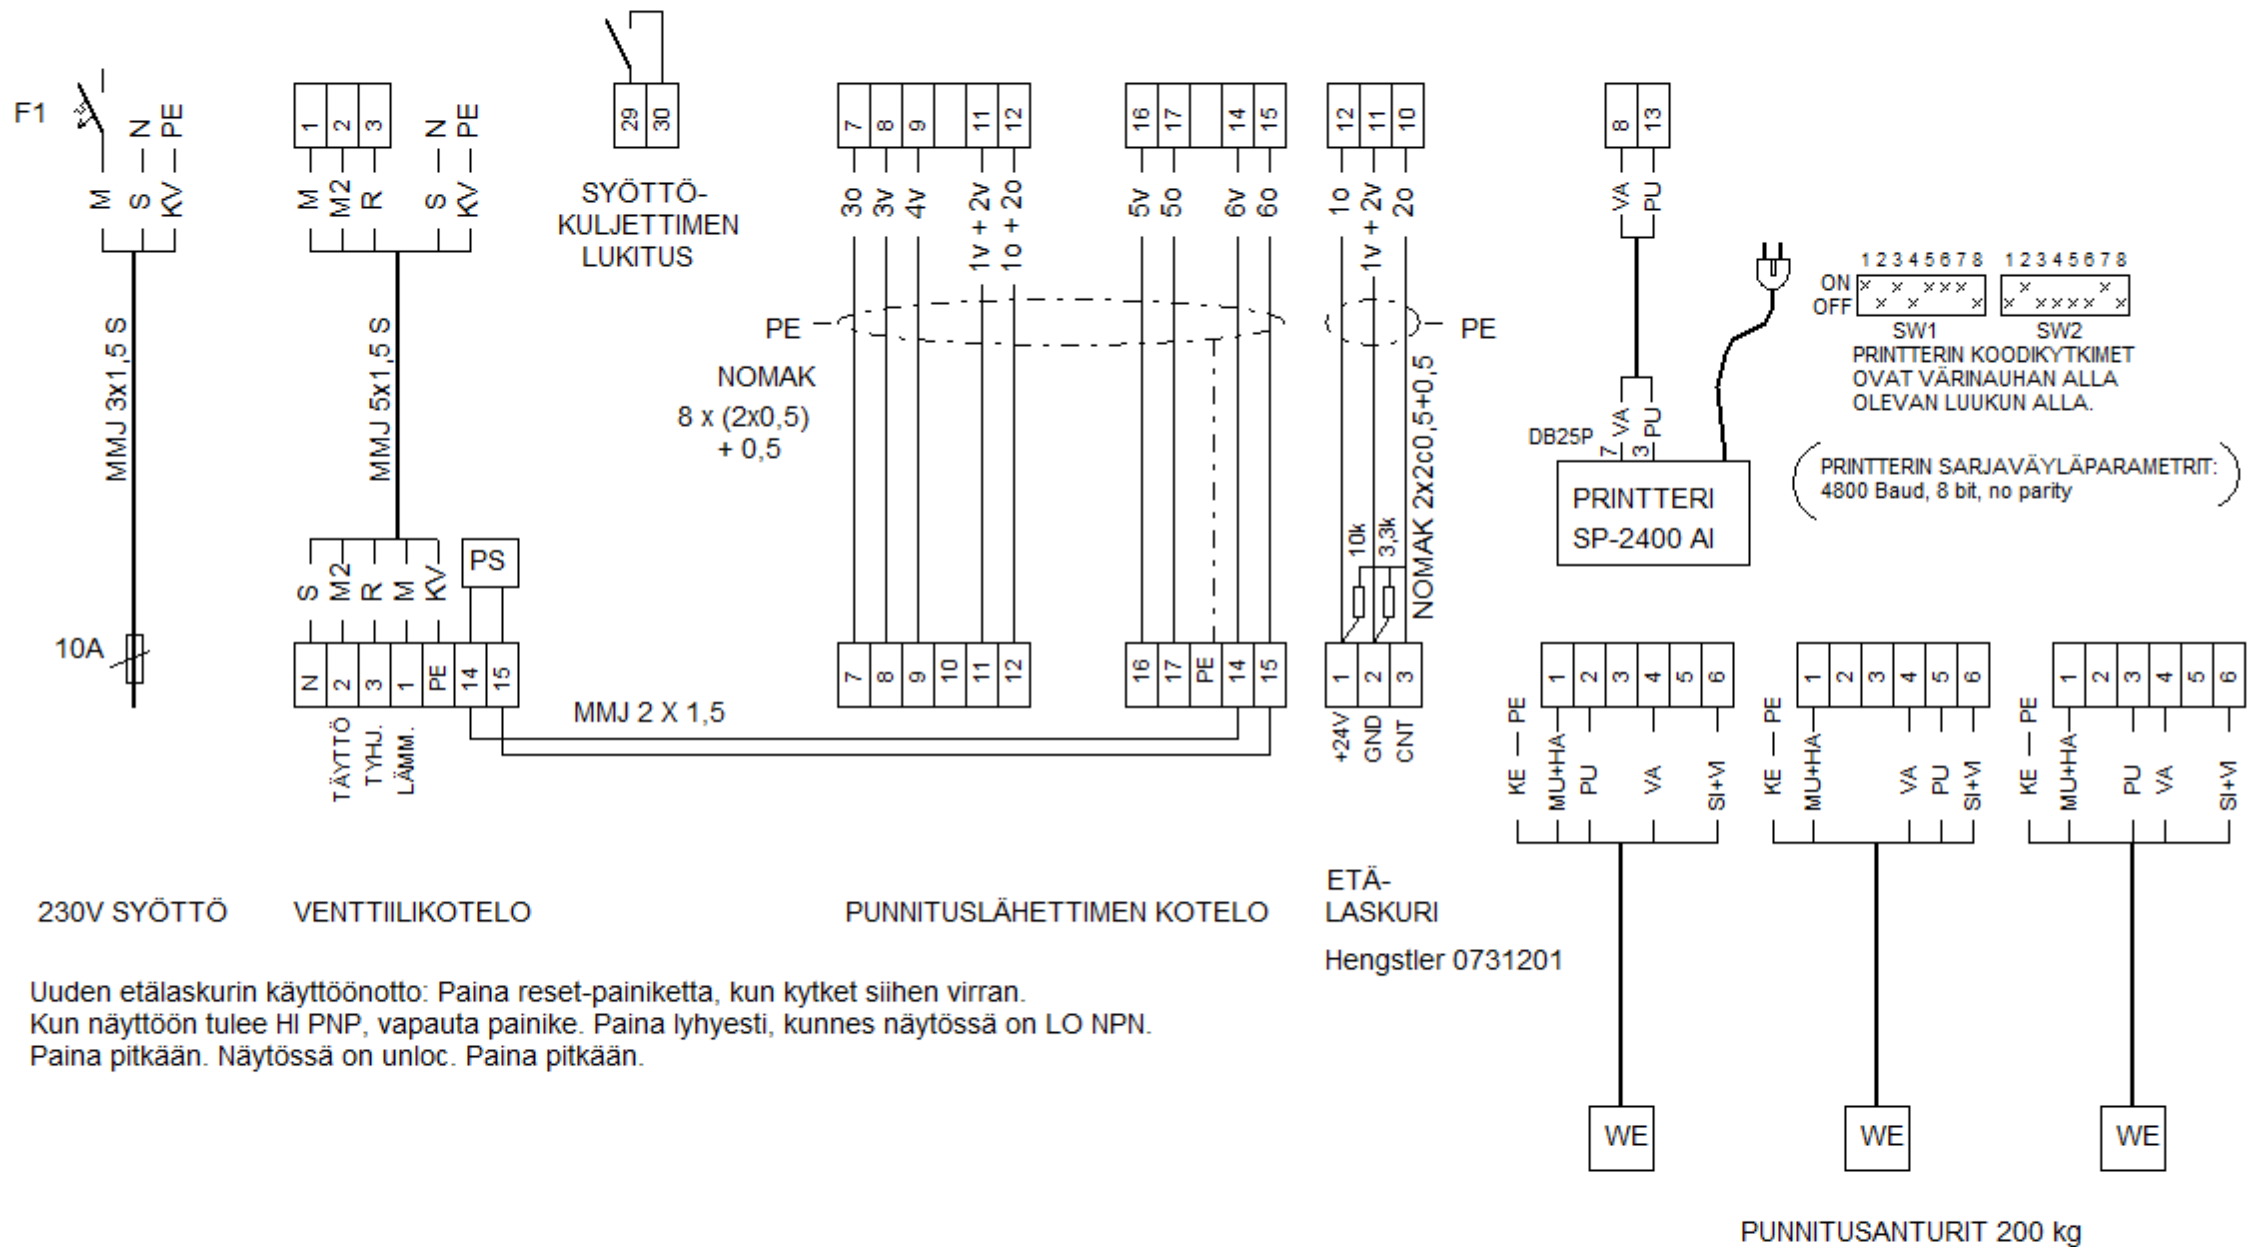 F1
M
S
N
KV
PE
MMJ 3x1,5 S
10A
1 2 3
M
M2
R
S
N
KV
PE
MMJ 5x1,5 S
S M2 R M KV
PS
N 2 3 1 PE 14 15
TÄYTTÖ
TYHJ.
LÄMM.
MMJ 2 X 1,5
29 30
SYÖTTÖ-
KULJETTIMEN
LUKITUS
7 8 9 11 12
3o 3v 4v 1v + 2v 1o + 2o
16 17 14 15
5v 5o 6v 6o
PE
NOMAK
8 x (2x0,5)
+ 0,5
7 8 9 10 11 12
16 17 PE 14 15
12 11 10
1o 1v + 2v 2o
PE
NOMAK 2x2c0,5+0,5
10k
3,3k
1 2 3
+24V
GND
CNT
8 13
VA PU
VA PU
DB25P
7 3
PRINTTERI
SP-2400 AI
1 2 3 4 5 6 7 8 1 2 3 4 5 6 7 8
ON
OFF
SW1 SW2
PRINTTERIN KOODIKYTKIMET
OVAT VÄRINAUHAN ALLA
OLEVAN LUUKUN ALLA.
PRINTTERIN SARJAVÄYLÄPARAMETRIT:
4800 Baud, 8 bit, no parity
1 2 3 4 5 6
KE PE MU+HA PU VA SI+VI
1 2 3 4 5 6
KE PE MU+HA VA PU SI+VI
1 2 3 4 5 6
KE PE MU+HA PU VA SI+VI
230V SYÖTTÖ
VENTTIILIKOTELO
PUNNITUSLÄHETTIMEN KOTELO
ETÄ-
LASKURI
Hengstler 0731201
Uuden etälaskurin käyttöönotto: Paina reset-painiketta, kun kytket siihen virran.
Kun näyttöön tulee HI PNP, vapauta painike. Paina lyhyesti, kunnes näytössä on LO NPN.
Paina pitkään. Näytössä on unloc. Paina pitkään.
WE
WE
WE
PUNNITUSANTURIT 200 kg